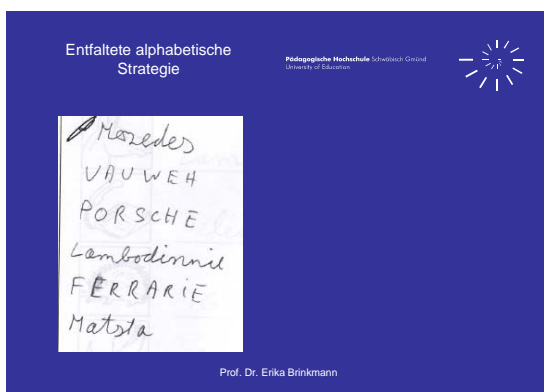 Entfaltete alphabetische
Strategie
Pädagogische Hochschule Schwäbisch Gmünd
University of Education
Mersedes
VAUWEH
PORSCHE
Lambodinnie
FERRARIE
Matsta
Prof. Dr. Erika Brinkmann